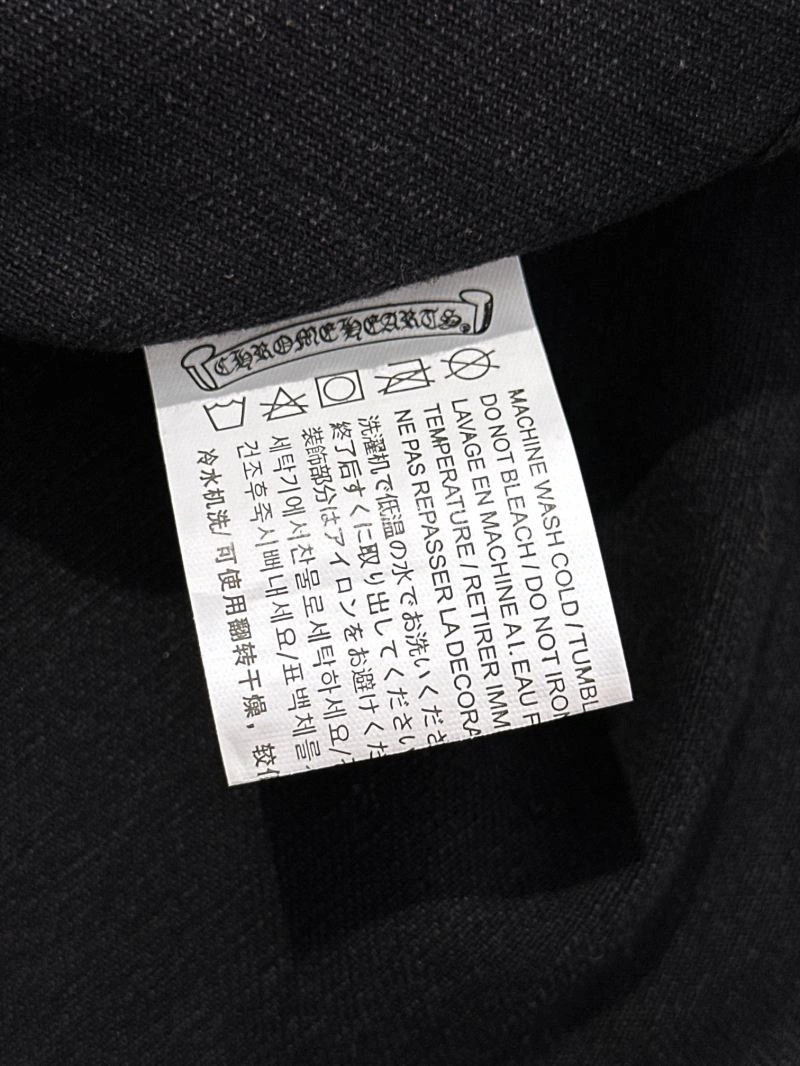 CHROME HEARTS
MACHINE WASH COLD / TUMBL
DO NOT BLEACH / DO NOT IRON
LAVAGE EN MACHINE A1. EAU F
TEMPERATURE / RETIRER IMM
NE PAS REPASSER LA DECORA
洗濯机で低温の水でお洗いくださ
終了后すぐに取り出してください
装飾部分はアイロンをお避けくだ
세탁기에서찬물로세탁하세요/
건조후즉시빼내세요/표백제를
冷水机洗/可使用翻转干燥，较